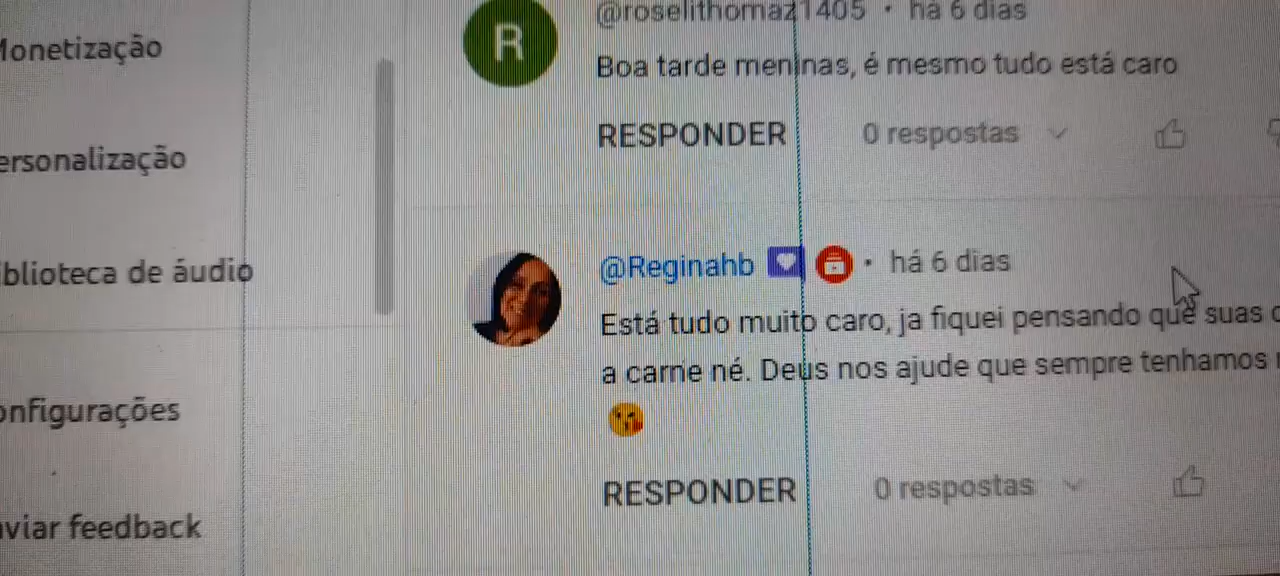 @roselithomaz1405 • há 6 dias
Monetização
Boa tarde meninas, é mesmo tudo está caro
RESPONDER 0 respostas
ersonalização
@Reginahb • há 6 dias
iblioteca de áudio
Está tudo muito caro, ja fiquei pensando que suas
a carne né. Deus nos ajude que sempre tenhamos
onfigurações
RESPONDER 0 respostas
nviar feedback
R